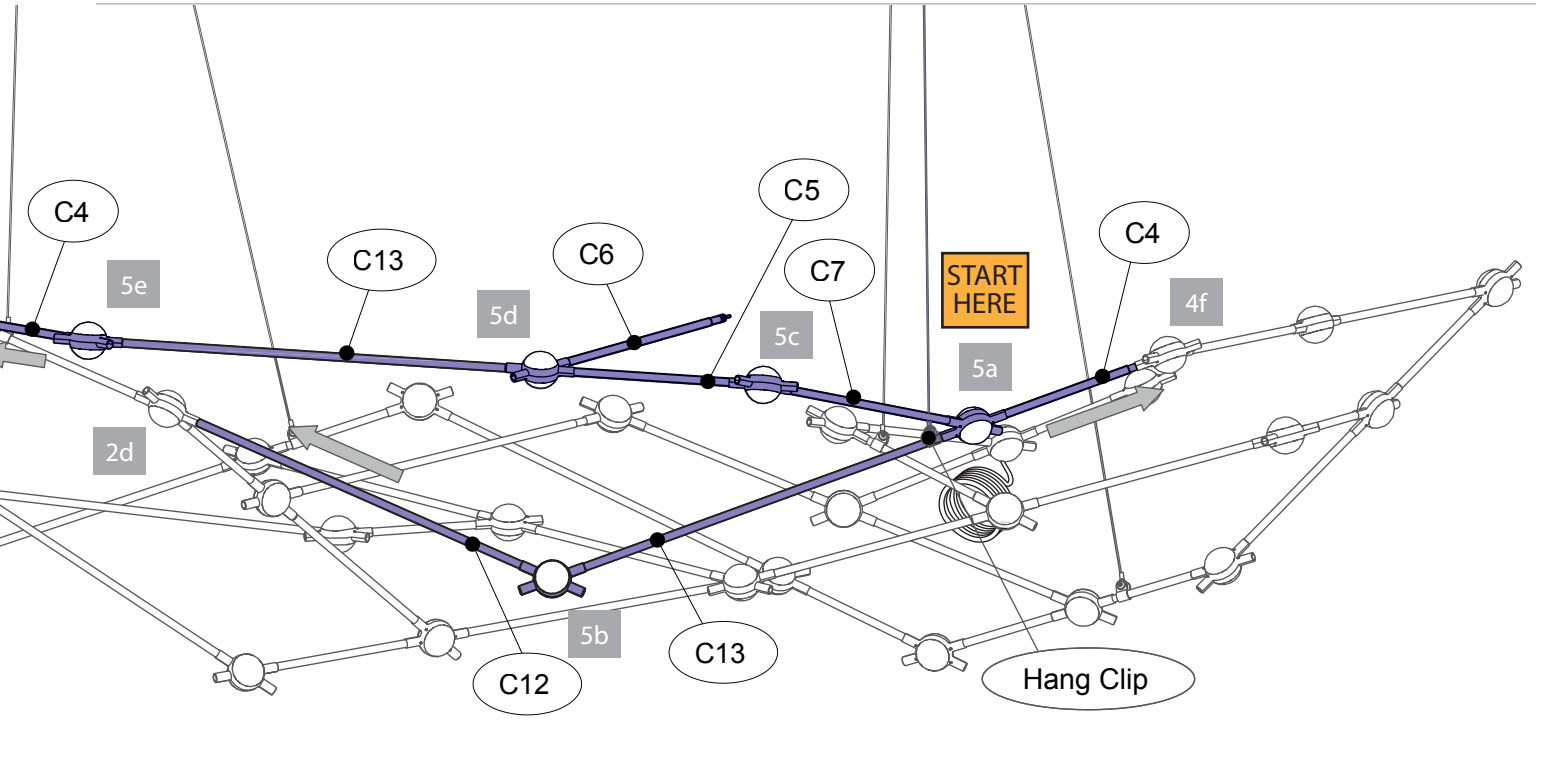 C4
5e
C13
5d
C6
C5
5c
C7
START
HERE
5a
C4
4f
2d
5b
C12
C13
Hang Clip